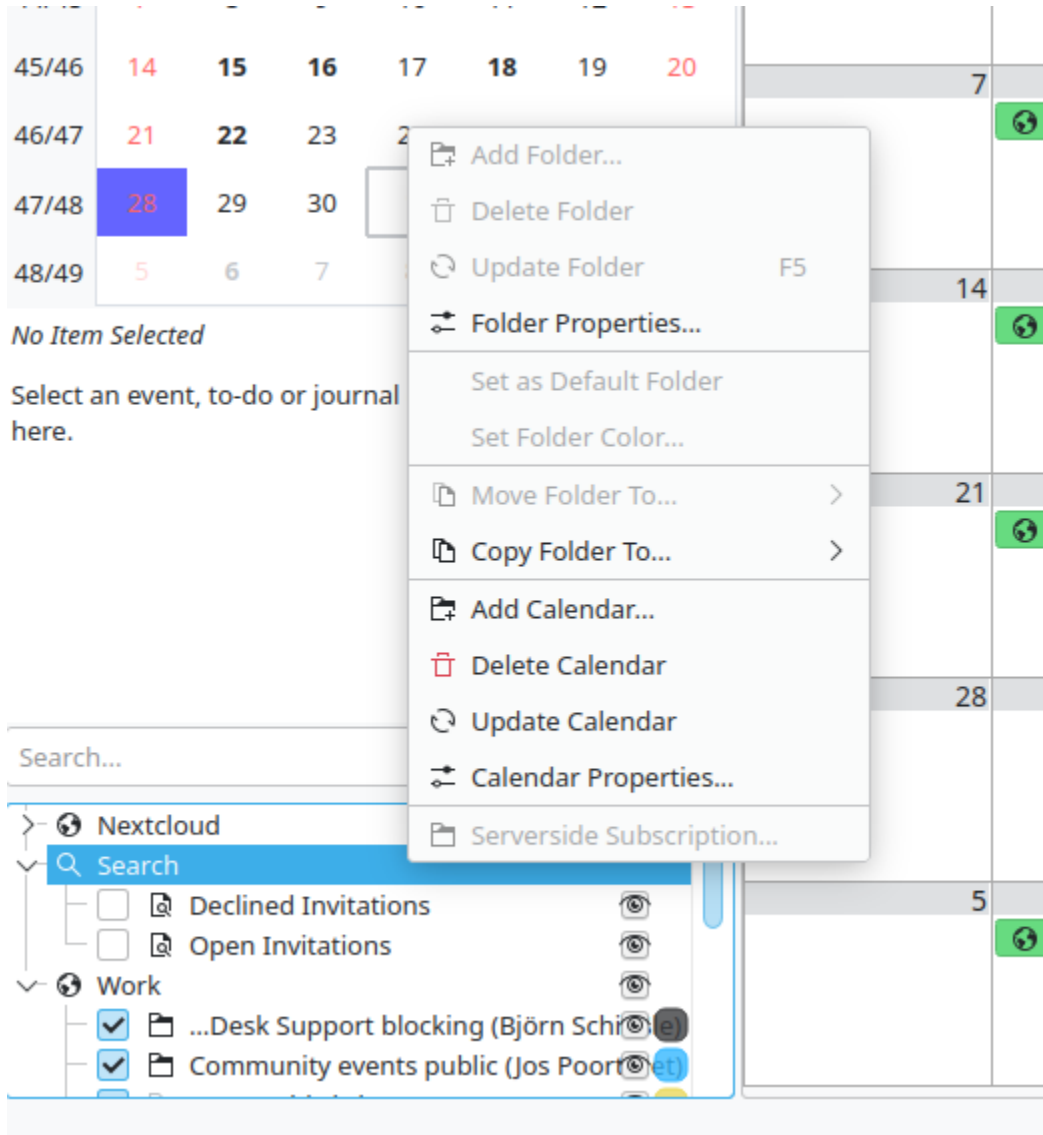 45/46 14 15 16 17 18 19 20
7
46/47 21 22 23
47/48 28 29 30
48/49 5 6 7
No Item Selected
Select an event, to-do or journal
here.
Add Folder...
Delete Folder
Update Folder F5
Folder Properties...
Set as Default Folder
Set Folder Color...
Move Folder To...
Copy Folder To...
Add Calendar...
Delete Calendar
Update Calendar
Calendar Properties...
Serverside Subscription...
14
21
28
5
Search...
Nextcloud
Search
Declined Invitations
Open Invitations
Work
...Desk Support blocking (Björn
Community events public (Jos